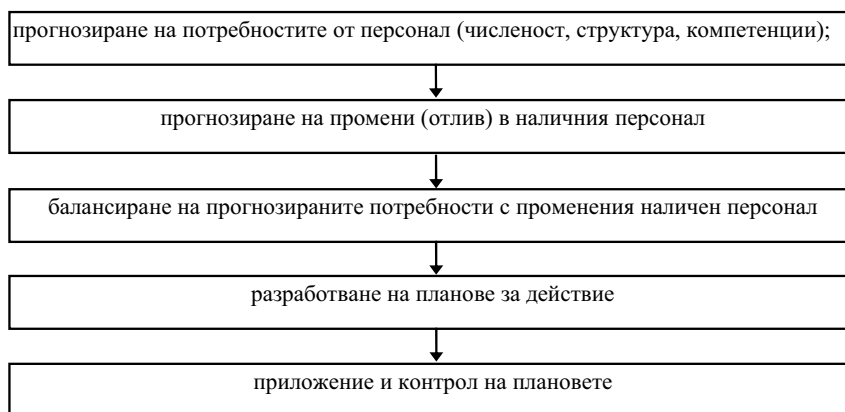 прогнозиране на потребностите от персонал (численост, структура, компетенции);
прогнозиране на промени (отлив) в наличния персонал
балансиране на прогнозираните потребности с променения наличен персонал
разработване на планове за действие
приложение и контрол на плановете